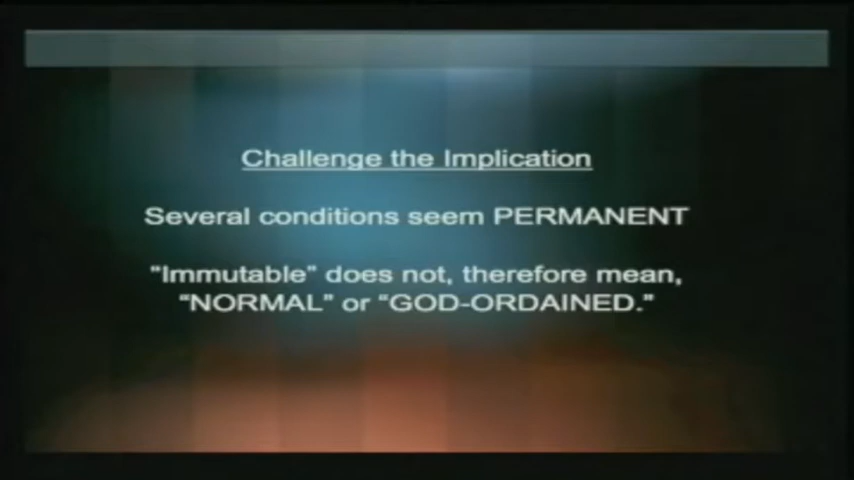 Challenge the Implication
Several conditions seem PERMANENT
“Immutable” does not, therefore mean,
“NORMAL” or “GOD-ORDAINED.”